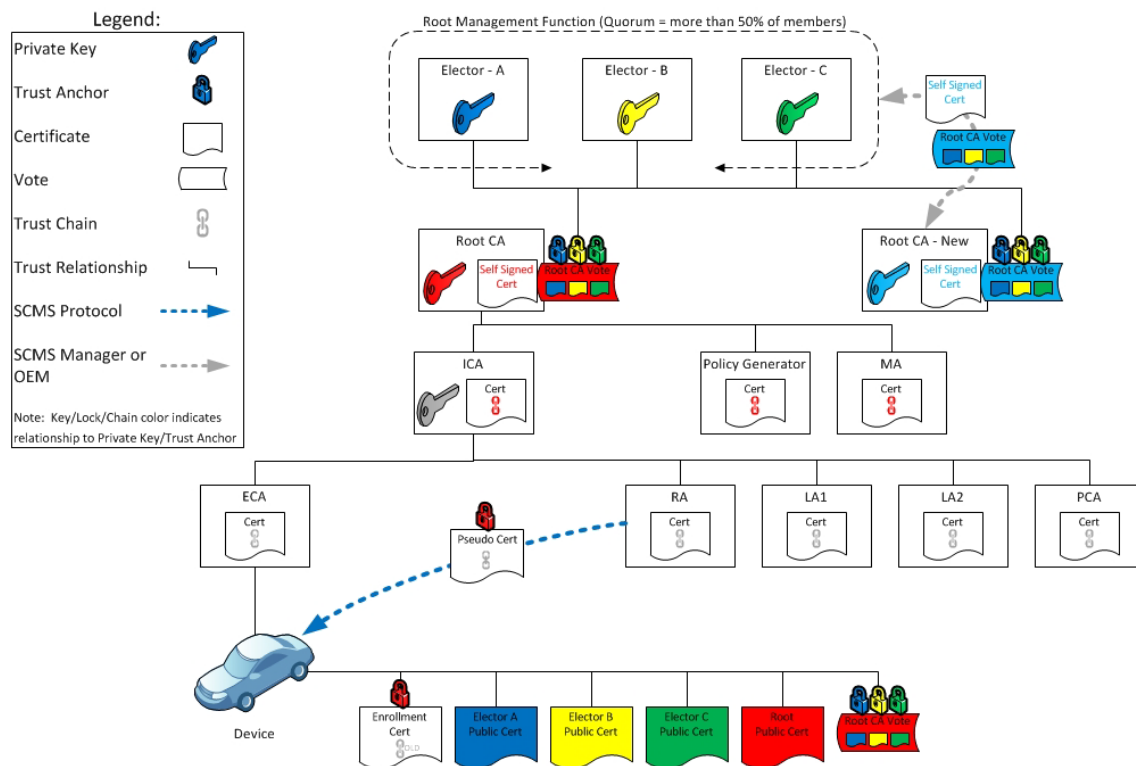 Legend:
Private Key
Trust Anchor
Certificate
Vote
Trust Chain
Trust Relationship
SCMS Protocol
SCMS Manager or
OEM
Note:  Key/Lock/Chain color indicates
relationship to Private Key/Trust Anchor
Root Management Function (Quorum = more than 50% of members)
Elector - A
Elector - B
Elector - C
Self Signed
Cert
Root CA Vote
Root CA
Self Signed
Cert
Root CA Vote
Root CA - New
Self Signed
Cert
Root CA Vote
ICA
Cert
Policy Generator
Cert
MA
Cert
ECA
Cert
Pseudo Cert
RA
Cert
LA1
Cert
LA2
Cert
PCA
Cert
Device
Enrollment
Cert
OLD
Elector A
Public Cert
Elector B
Public Cert
Elector C
Public Cert
Root
Public Cert
Root CA Vote